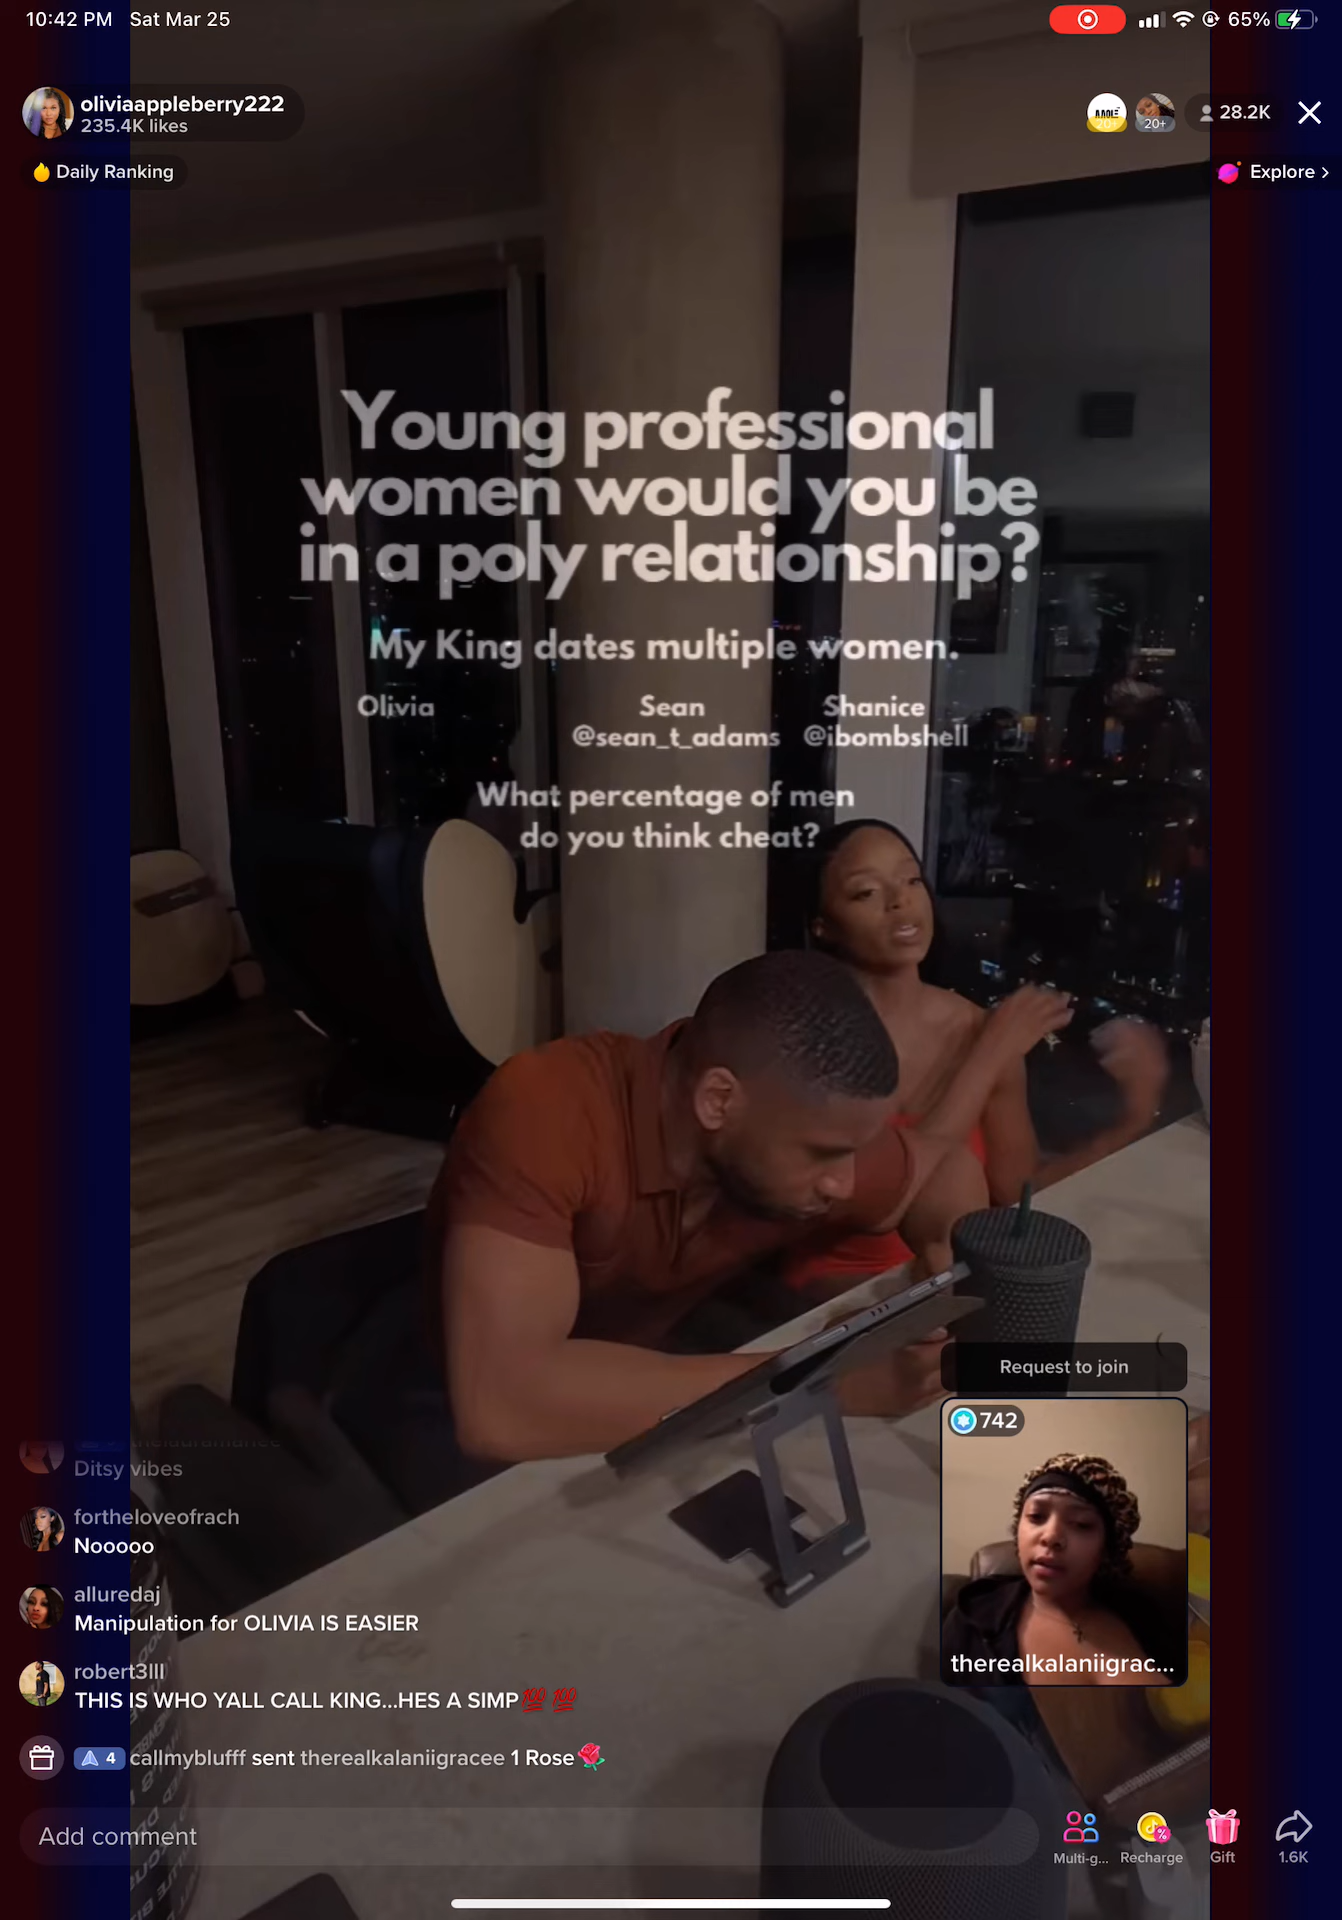 10:42 PM Sat Mar 25
65%
oliviaappleberry222
235.4K likes
20+
28.2K
Daily Ranking
Explore >
Young professional
women would you be
in a poly relationship?
My King dates multiple women.
Olivia Sean Shanice
@sean_t_adams @ibombshell
What percentage of men
do you think cheat?
Request to join
742
therealkalaniigrac...
Ditsy vibes
fortheloveofrach
Nooooo
alluredaj
Manipulation for OLIVIA IS EASIER
robert3lll
THIS IS WHO YALL CALL KING...HES A SIMP💯 💯
4 callmyblufff sent therealkalaniigracee 1 Rose🌹
Add comment
Multi-g... Recharge Gift 1.6K